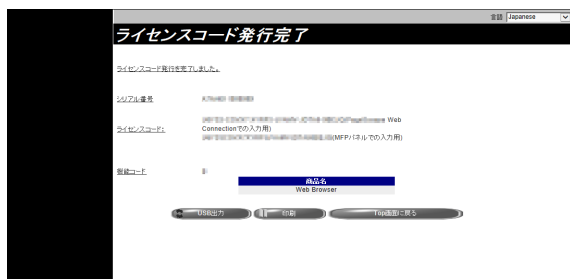 言語 Japanese
ライセンスコード発行完了
ライセンスコード発行を完了しました。
シリアル番号
ライセンスコード:
Web
Connectionでの入力用)
(MFPパネルでの入力用)
機能コード
商品名
Web Browser
USB出力
印刷
Top画面に戻る